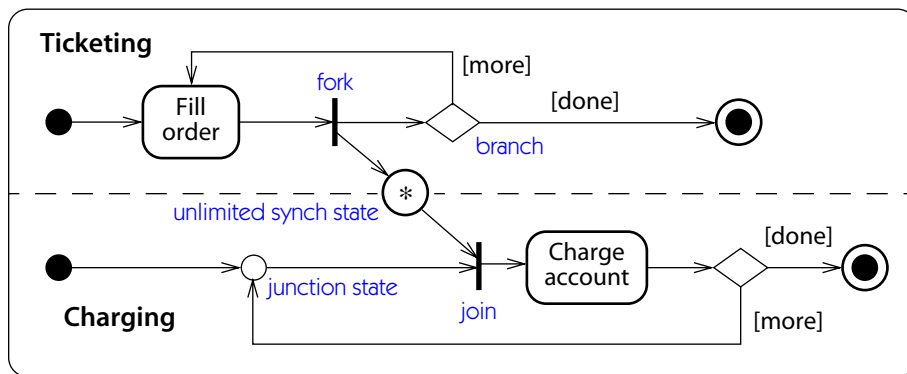 Ticketing
[more]
fork
Fill
order
[done]
branch
*
unlimited synch state
Charge
account
[done]
junction state
join
Charging
[more]